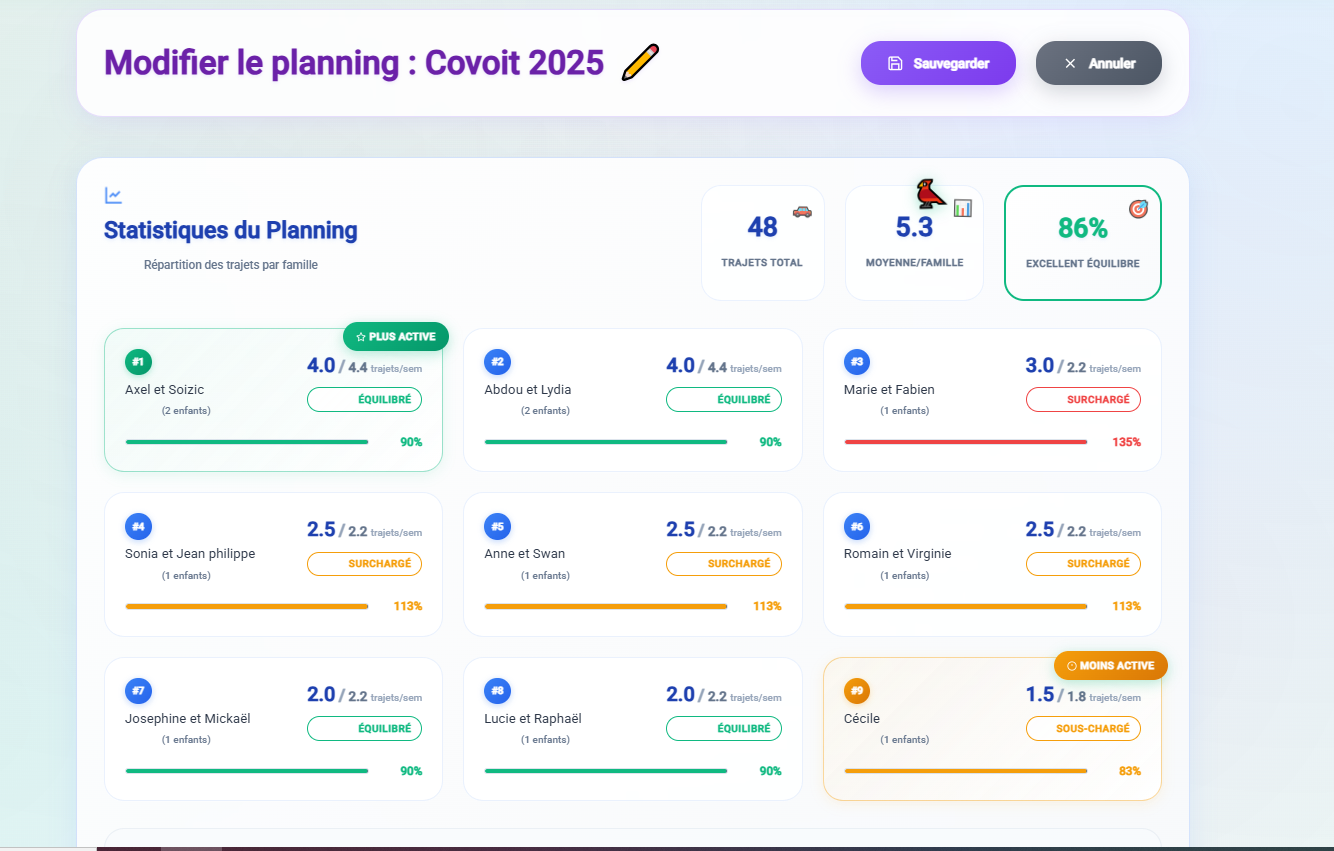 Modifier le planning : Covoit 2025
Sauvegarder
Annuler
Statistiques du Planning
Répartition des trajets par famille
48
TRAJETS TOTAL
5.3
MOYENNE/FAMILLE
86%
EXCELLENT ÉQUILIBRE
PLUS ACTIVE
#1
4.0 / 4.4 trajets/sem
Axel et Soizic
ÉQUILIBRÉ
(2 enfants)
90%
#2
4.0 / 4.4 trajets/sem
Abdou et Lydia
ÉQUILIBRÉ
(2 enfants)
90%
#3
3.0 / 2.2 trajets/sem
Marie et Fabien
SURCHARGÉ
(1 enfants)
135%
#4
2.5 / 2.2 trajets/sem
Sonia et Jean philippe
SURCHARGÉ
(1 enfants)
113%
#5
2.5 / 2.2 trajets/sem
Anne et Swan
SURCHARGÉ
(1 enfants)
113%
#6
2.5 / 2.2 trajets/sem
Romain et Virginie
SURCHARGÉ
(1 enfants)
113%
#7
2.0 / 2.2 trajets/sem
Josephine et Mickaël
ÉQUILIBRÉ
(1 enfants)
90%
#8
2.0 / 2.2 trajets/sem
Lucie et Raphaël
ÉQUILIBRÉ
(1 enfants)
90%
MOINS ACTIVE
#9
1.5 / 1.8 trajets/sem
Cécile
SOUS-CHARGÉ
(1 enfants)
83%